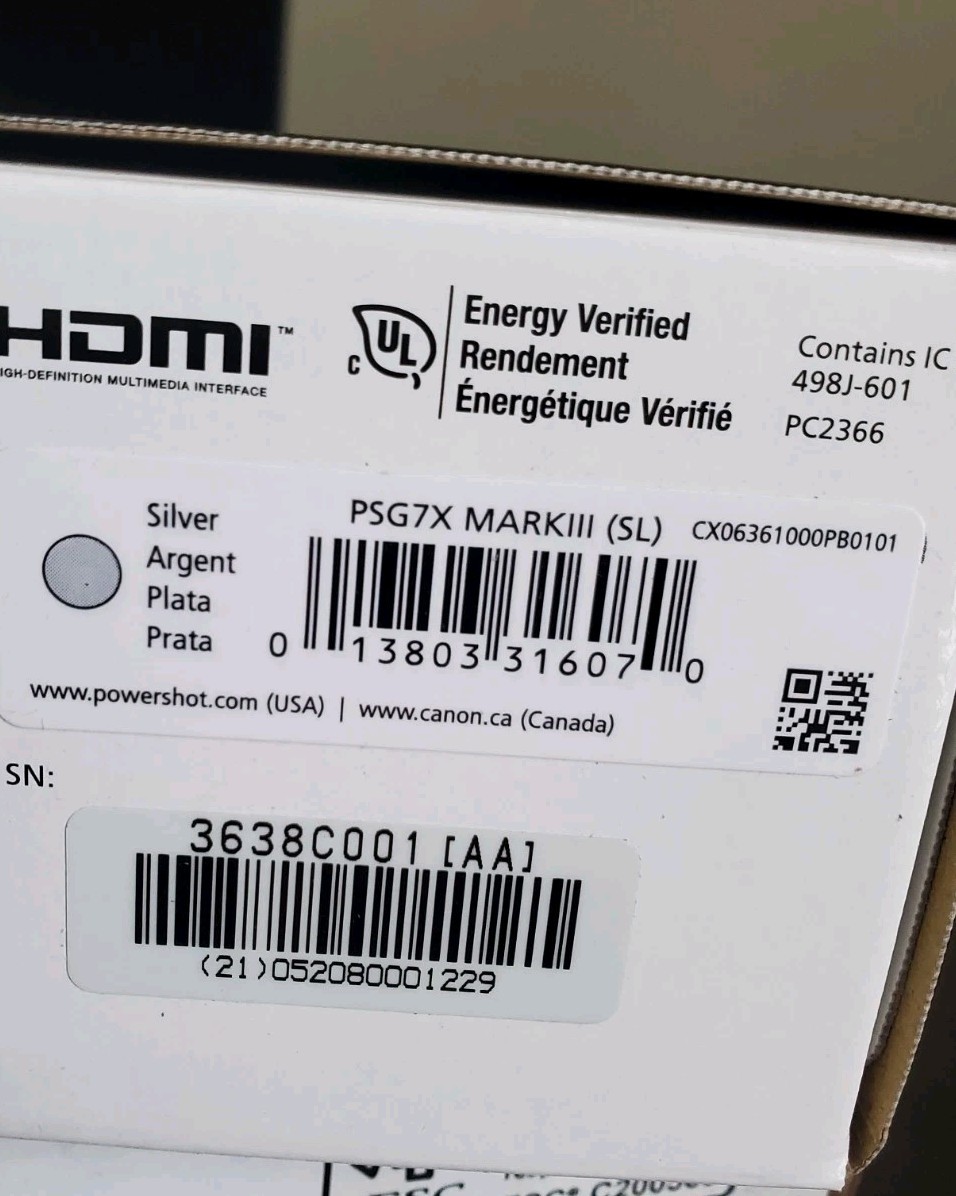 HDMI™
IGH-DEFINITION MULTIMEDIA INTERFACE
C UL
Energy Verified
Rendement
Énergétique Vérifié
Contains IC
498J-601
PC2366
Silver
Argent
Plata
Prata
PSG7X MARKIII (SL) CX06361000PB0101
0 13803 31607 0
www.powershot.com (USA) | www.canon.ca (Canada)
SN:
3638C001 [AA]
(21)052080001229